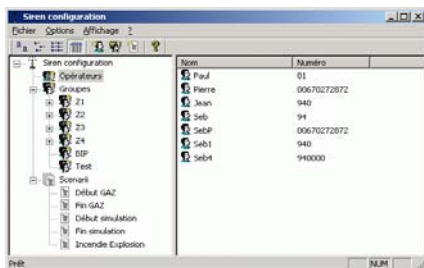 Siren configuration
Fichier Options Affichage ?
Siren configuration
Opérateurs
Groupes
Z1
Z2
Z3
Z4
BIP
Test
Scenarii
Début GAZ
Fin GAZ
Début simulation
Fin simulation
Incendie Explosion
Nom Numéro
Paul 01
Pierre 00670272872
Jean 940
Seb 94
SebP 00670272872
Seb1 940
Seb4 940000
Prêt NUM